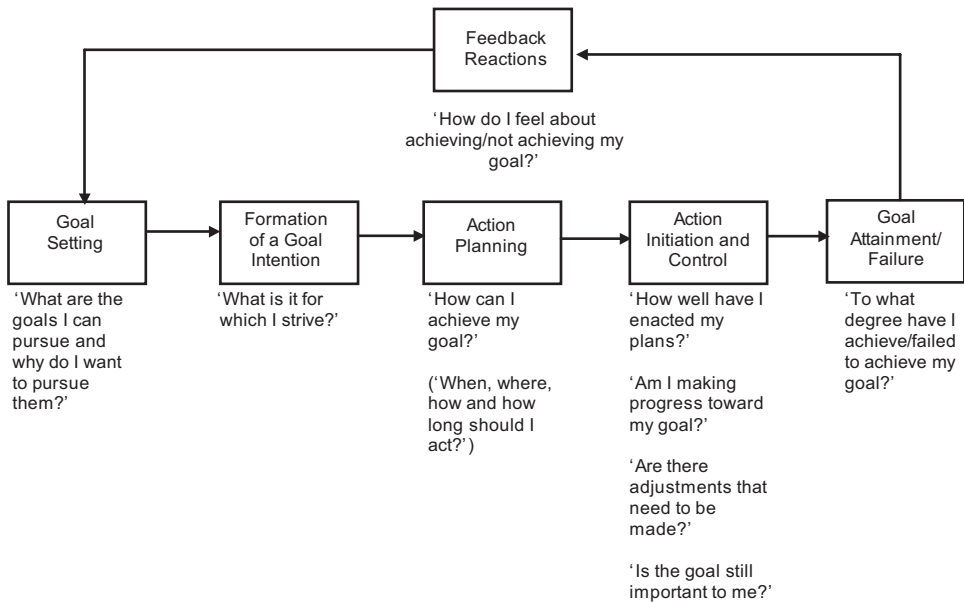 Feedback
Reactions
‘How do I feel about
achieving/not achieving my
goal?’
Goal
Setting
‘What are the
goals I can
pursue and
why do I want
to pursue
them?’
Formation
of a Goal
Intention
‘What is it for
which I strive?’
Action
Planning
‘How can I
achieve my
goal?’
(‘When, where,
how and how
long should I
act?’)
Action
Initiation and
Control
‘How well have I
enacted my
plans?’
‘Am I making
progress toward
my goal?’
‘Are there
adjustments that
need to be
made?’
‘Is the goal still
important to me?’
Goal
Attainment/
Failure
‘To what
degree have I
achieve/failed
to achieve my
goal?’